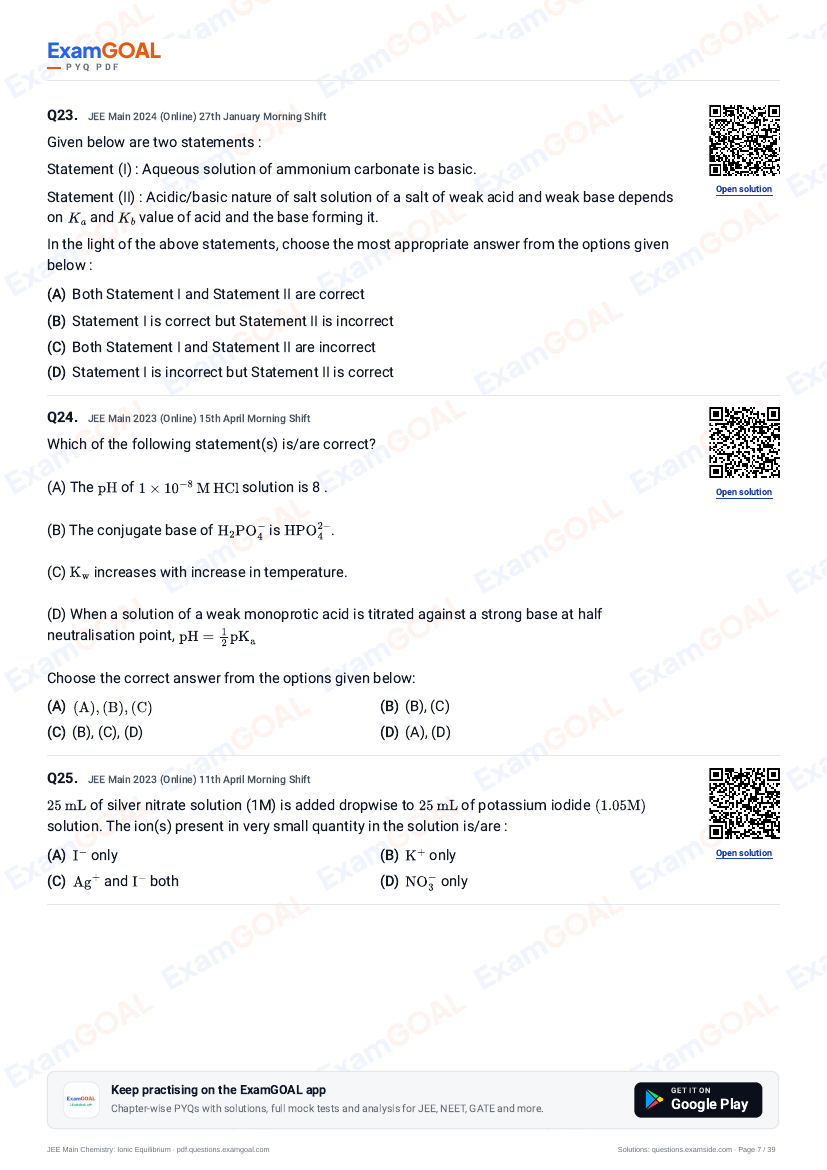 ExamGOAL
PYQ PDF
Q23. JEE Main 2024 (Online) 27th January Morning Shift
Given below are two statements :
Open solution
Statement (I) : Aqueous solution of ammonium carbonate is basic.
Statement (II) : Acidic/basic nature of salt solution of a salt of weak acid and weak base depends
on K_a and K_b value of acid and the base forming it.
In the light of the above statements, choose the most appropriate answer from the options given
below :
(A) Both Statement I and Statement II are correct
(B) Statement I is correct but Statement II is incorrect
(C) Both Statement I and Statement II are incorrect
(D) Statement I is incorrect but Statement II is correct
Q24. JEE Main 2023 (Online) 15th April Morning Shift
Which of the following statement(s) is/are correct?
Open solution
(A) The pH of 1 × 10⁻⁸ M HCl solution is 8 .
(B) The conjugate base of H₂PO₄⁻ is HPO₄²⁻.
(C) K_w increases with increase in temperature.
(D) When a solution of a weak monoprotic acid is titrated against a strong base at half
neutralisation point, pH = ½ pKₐ
Choose the correct answer from the options given below:
(A) (A), (B), (C) (B) (B), (C)
(C) (B), (C), (D) (D) (A), (D)
Q25. JEE Main 2023 (Online) 11th April Morning Shift
25 mL of silver nitrate solution (1M) is added dropwise to 25 mL of potassium iodide (1.05M)
solution. The ion(s) present in very small quantity in the solution is/are :
Open solution
(A) I⁻ only (B) K⁺ only
(C) Ag⁺ and I⁻ both (D) NO₃⁻ only
Keep practising on the ExamGOAL app
Chapter-wise PYQs with solutions, full mock tests and analysis for JEE, NEET, GATE and more.
GET IT ON
Google Play
JEE Main Chemistry: Ionic Equilibrium · pdf.questions.examgoal.com
Solutions: questions.examside.com · Page 7 / 39